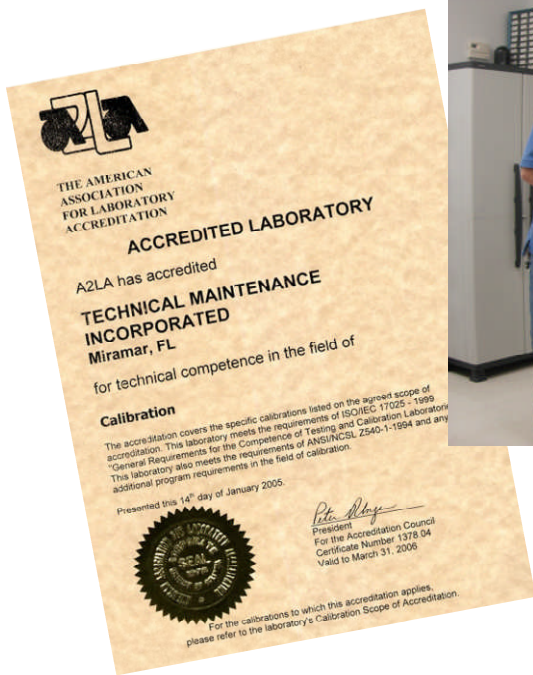 A2LA
THE AMERICAN
ASSOCIATION
FOR LABORATORY
ACCREDITATION
ACCREDITED LABORATORY
A2LA has accredited
TECHNICAL MAINTENANCE
INCORPORATED
Miramar, FL
for technical competence in the field of
Calibration
The accreditation covers the specific calibrations listed on the agreed scope of
accreditation. This laboratory meets the requirements of ISO/IEC 17025 - 1999
"General Requirements for the Competence of Testing and Calibration
This laboratory also meets the requirements of ANSI/NCSL Z540-1-1994 and any
additional program requirements in the field of calibration.
Presented this 14th day of January 2005.
Peter
President
For the Accreditation Council
Certificate Number 1378.04
Valid to March 31, 2006
SEAL
For the calibrations to which this accreditation applies,
please refer to the laboratory's Calibration Scope of Accreditation.